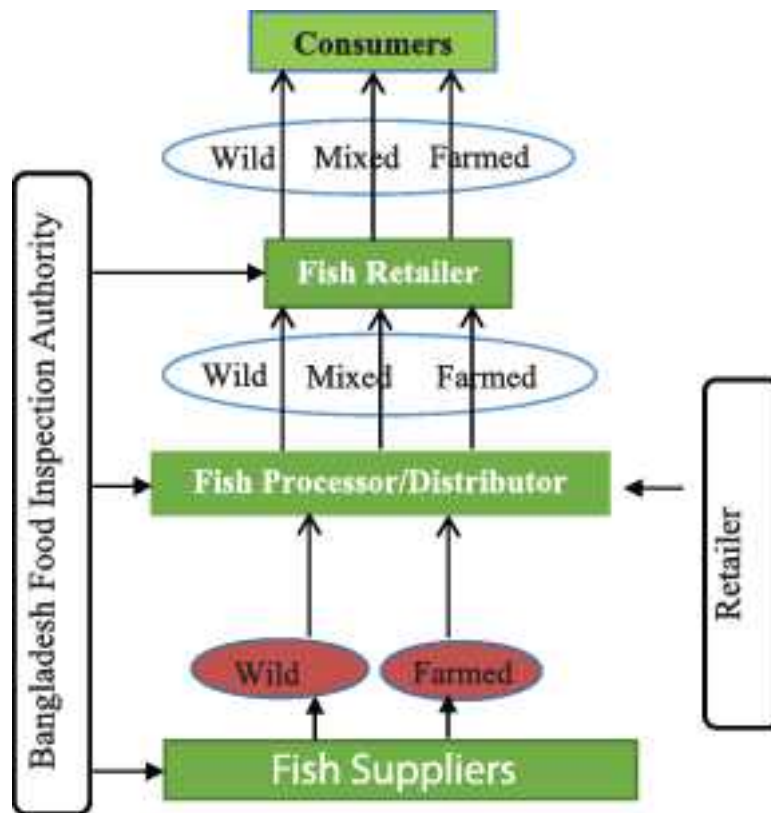 Consumers
Wild Mixed Farmed
Fish Retailer
Wild Mixed Farmed
Fish Processor/Distributor
Wild Farmed
Fish Suppliers
Bangladesh Food Inspection Authority
Retailer